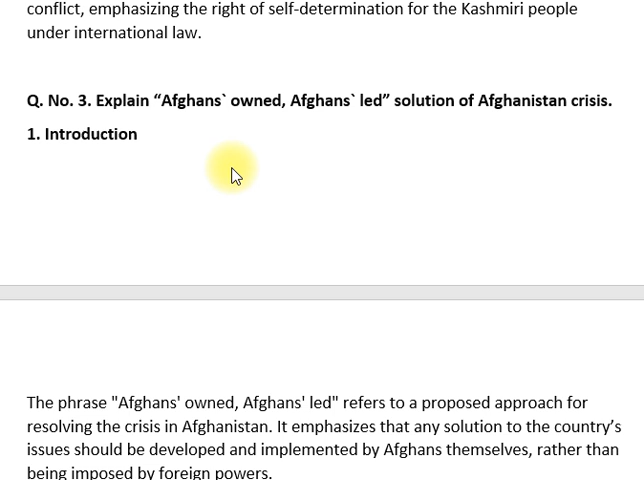 conflict, emphasizing the right of self-determination for the Kashmiri people
under international law.
Q. No. 3. Explain “Afghans` owned, Afghans` led” solution of Afghanistan crisis.
1. Introduction
The phrase "Afghans' owned, Afghans' led" refers to a proposed approach for
resolving the crisis in Afghanistan. It emphasizes that any solution to the country’s
issues should be developed and implemented by Afghans themselves, rather than
being imposed by foreign powers.